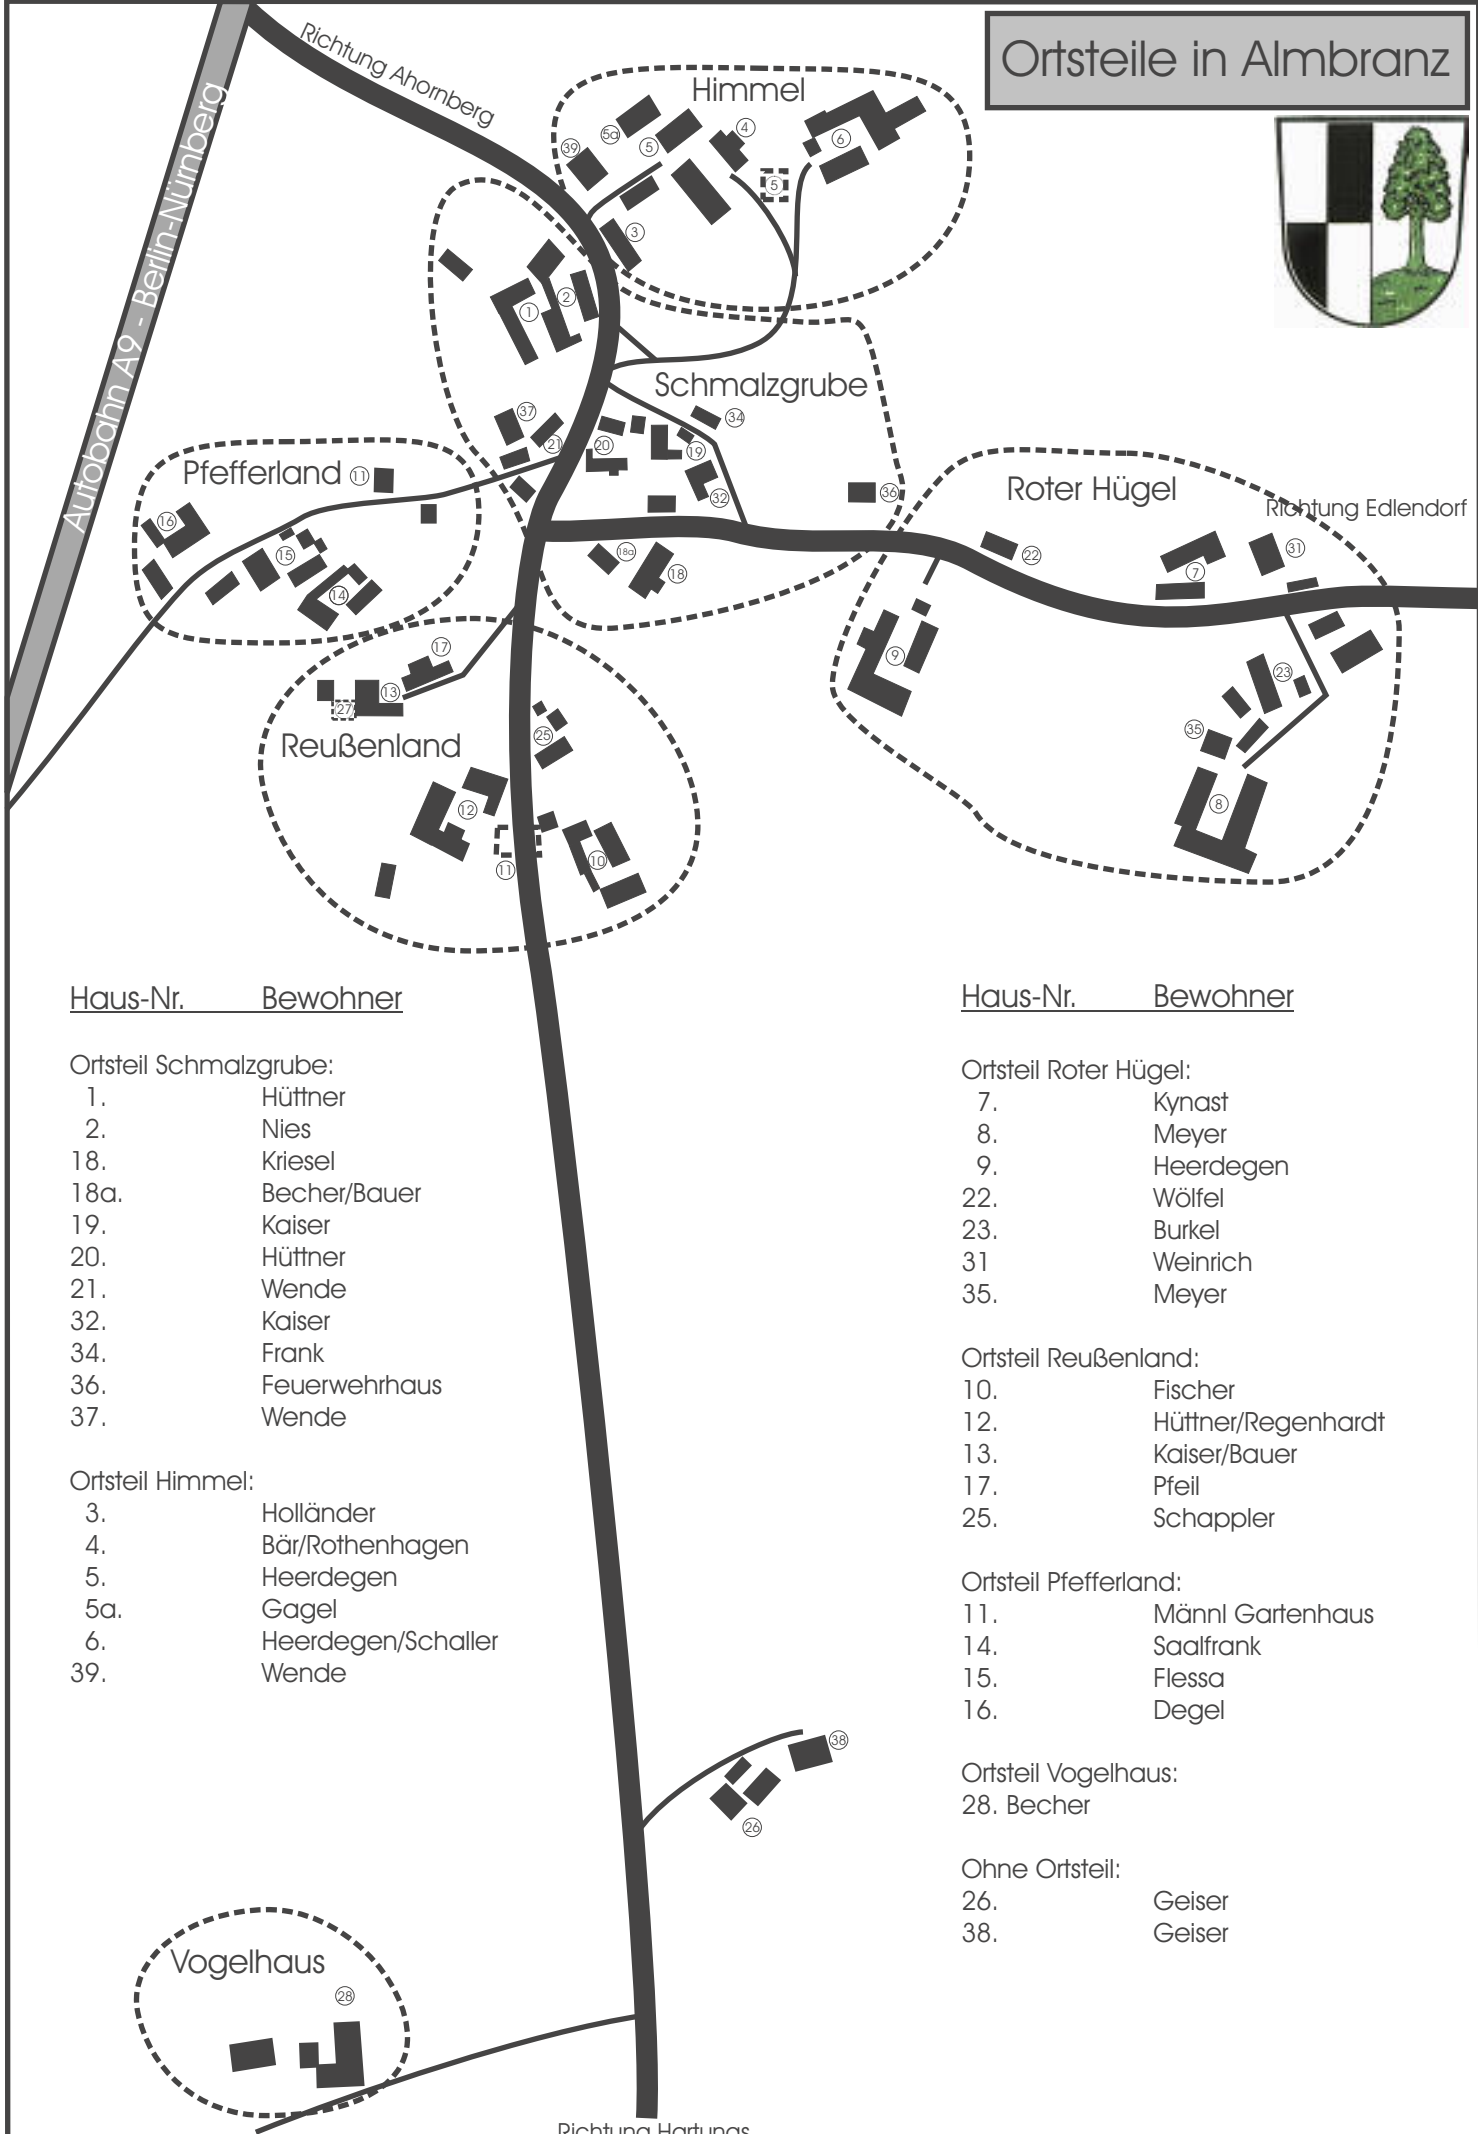 Ortsteile in Almbranz
Richtung Ahornberg
Autobahn A9 - Berlin-Nürnberg
Himmel
39
5a
5
4
6
5
3
1
2
Schmalzgrube
37
21
20
34
19
32
36
18a
18
Pfefferland
11
16
15
14
Roter Hügel
Richtung Edlendorf
22
7
31
9
23
35
8
17
13
27
Reußenland
25
12
11
10
Haus-Nr. Bewohner
Ortsteil Schmalzgrube:
1. Hüttner
2. Nies
18. Kriesel
18a. Becher/Bauer
19. Kaiser
20. Hüttner
21. Wende
32. Kaiser
34. Frank
36. Feuerwehrhaus
37. Wende
Ortsteil Himmel:
3. Holländer
4. Bär/Rothenhagen
5. Heerdegen
5a. Gagel
6. Heerdegen/Schaller
39. Wende
Haus-Nr. Bewohner
Ortsteil Roter Hügel:
7. Kynast
8. Meyer
9. Heerdegen
22. Wölfel
23. Burkel
31 Weinrich
35. Meyer
Ortsteil Reußenland:
10. Fischer
12. Hüttner/Regenhardt
13. Kaiser/Bauer
17. Pfeil
25. Schappler
Ortsteil Pfefferland:
11. Männl Gartenhaus
14. Saalfrank
15. Flessa
16. Degel
Ortsteil Vogelhaus:
28. Becher
Ohne Ortsteil:
26. Geiser
38. Geiser
38
26
Vogelhaus
28
Richtung Hartungs